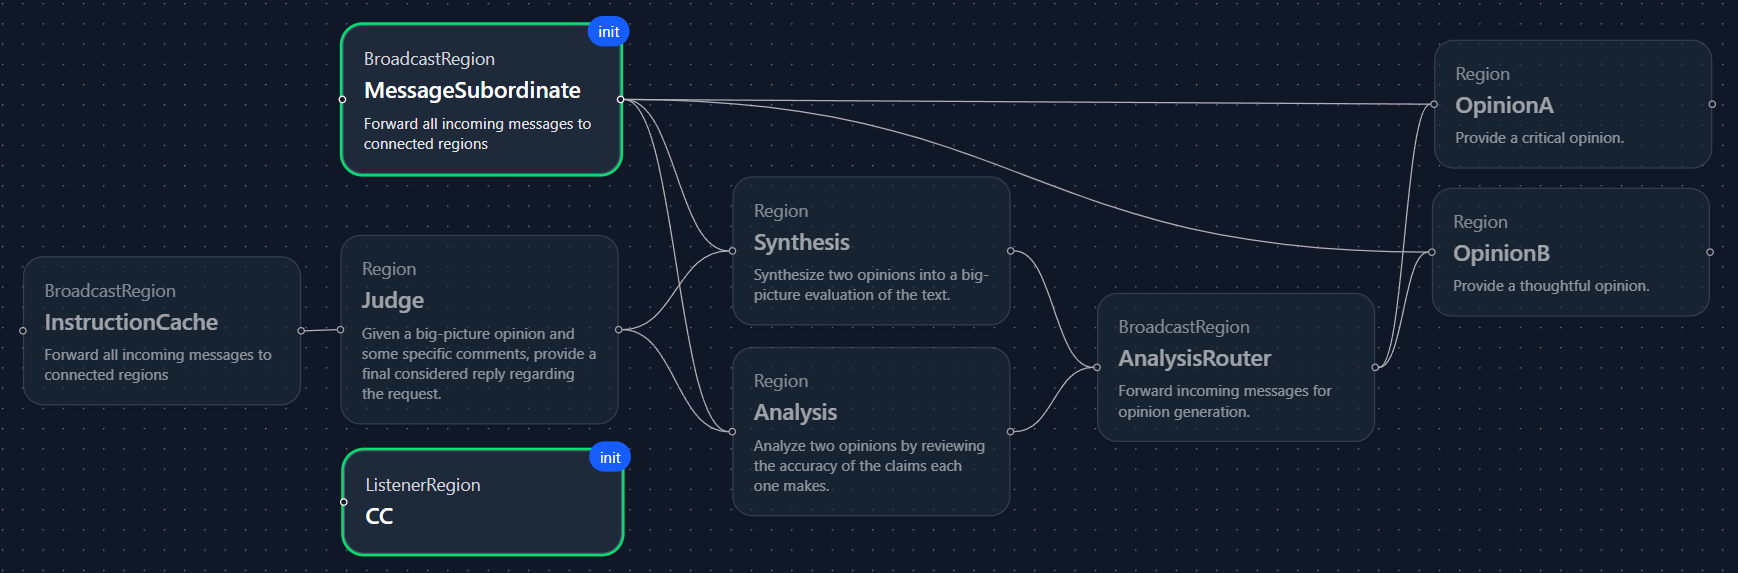 init
BroadcastRegion
MessageSubordinate
Forward all incoming messages to
connected regions
Region
OpinionA
Provide a critical opinion.
Region
Synthesis
Synthesize two opinions into a big-
picture evaluation of the text.
Region
OpinionB
Provide a thoughtful opinion.
BroadcastRegion
InstructionCache
Forward all incoming messages to
connected regions
Region
Judge
Given a big-picture opinion and
some specific comments, provide a
final considered reply regarding
the request.
BroadcastRegion
AnalysisRouter
Forward incoming messages for
opinion generation.
Region
Analysis
Analyze two opinions by reviewing
the accuracy of the claims each
one makes.
init
ListenerRegion
CC